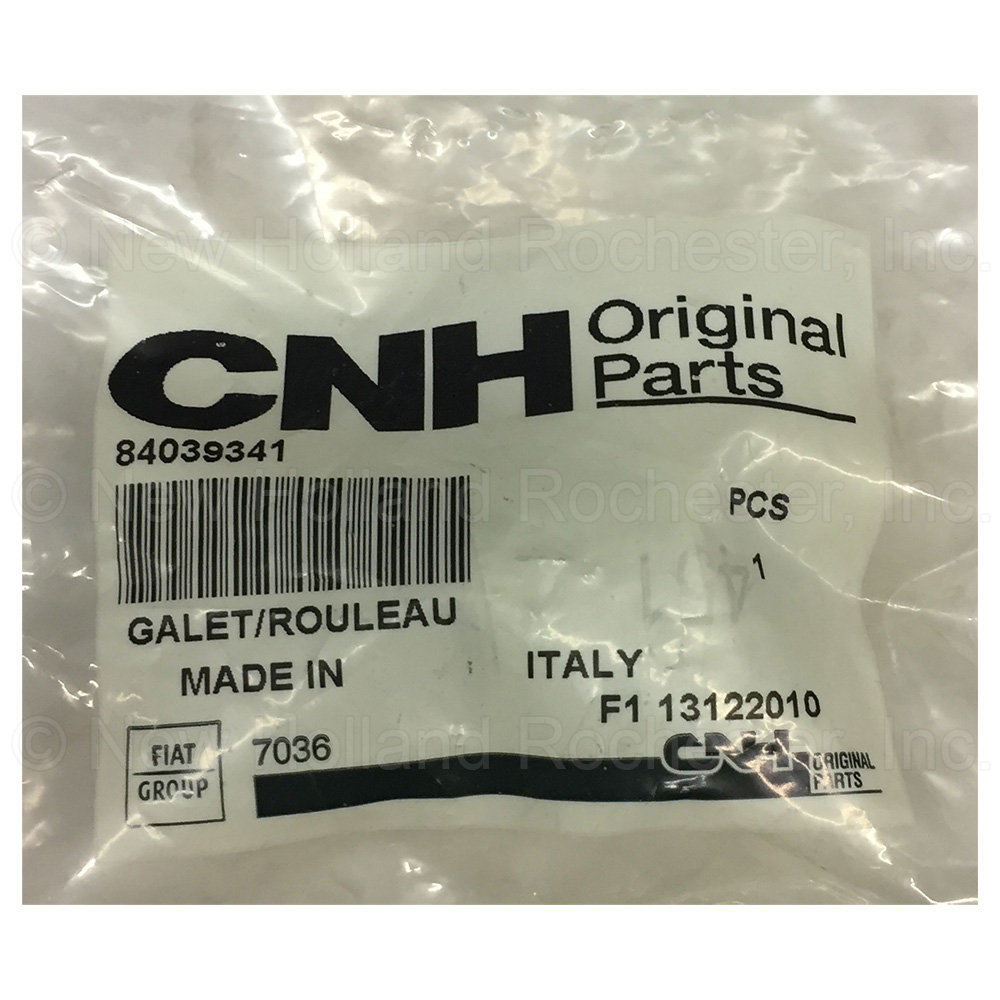 © New Holland Rochester, Inc.
CNH Original Parts
84039341
© New Holland Rochester, Inc.
PCS
1
GALET/ROULEAU
MADE IN ITALY
F1 13122010
© New Holland Rochester, Inc.
FIAT GROUP
7036
CNH ORIGINAL PARTS